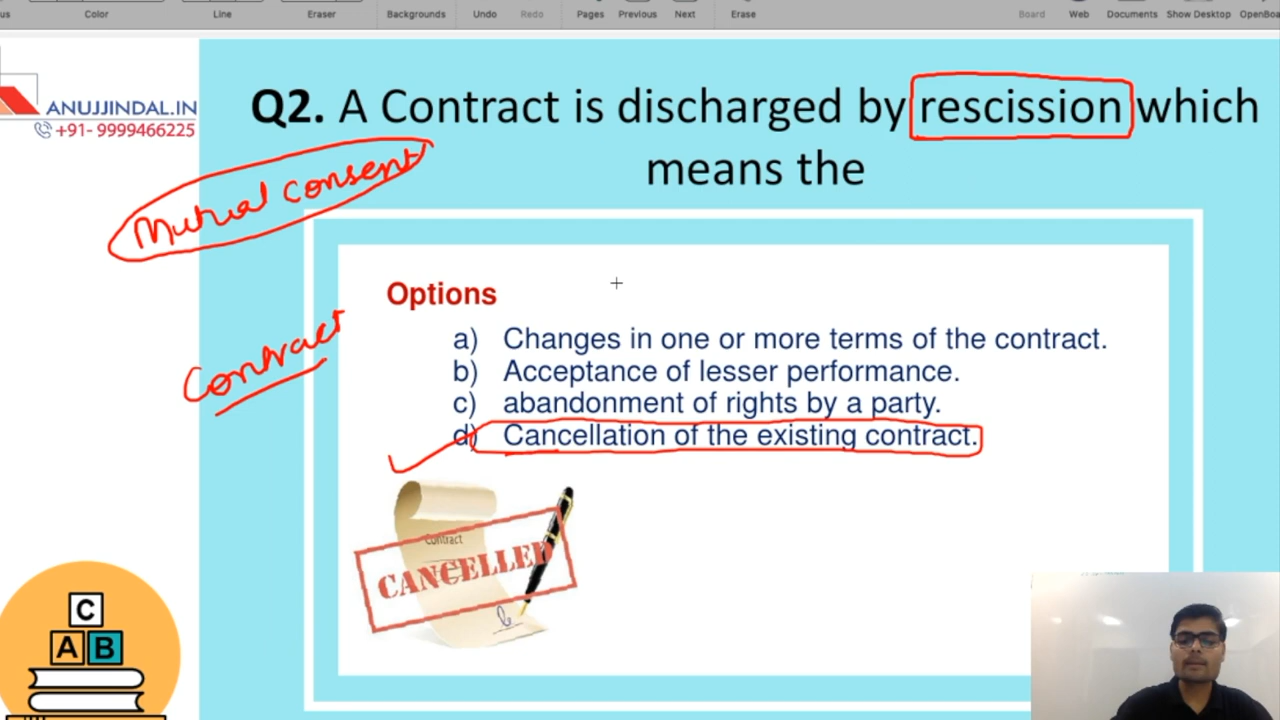 us Color Line Eraser Backgrounds Undo Redo Pages Previous Next Erase Board Web Documents Show Desktop OpenBoa
ANUJJINDAL.IN
+91- 9999466225
Q2. A Contract is discharged by rescission which
means the
Mutual consent
Contract
Options
a) Changes in one or more terms of the contract.
b) Acceptance of lesser performance.
c) abandonment of rights by a party.
d) Cancellation of the existing contract.
Contract
CANCELLED
C
A B